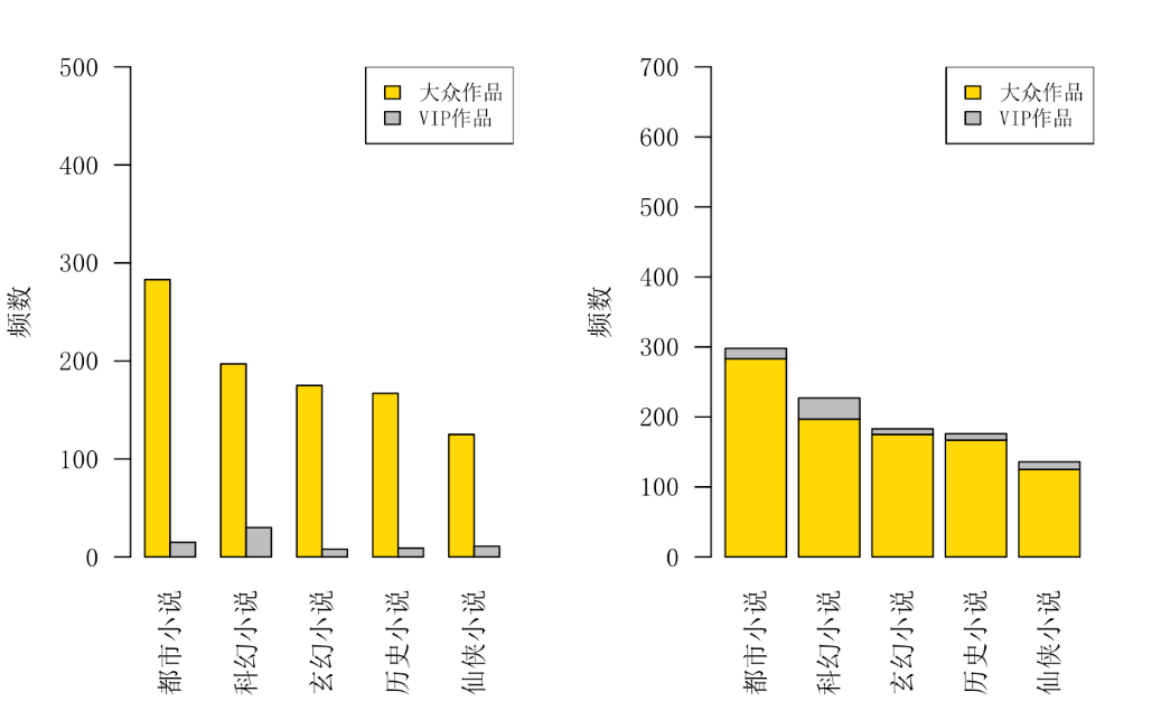 500
400
300
200
100
0
频数
大众作品
VIP作品
都市小说
科幻小说
玄幻小说
历史小说
仙侠小说
700
600
500
400
300
200
100
0
频数
大众作品
VIP作品
都市小说
科幻小说
玄幻小说
历史小说
仙侠小说